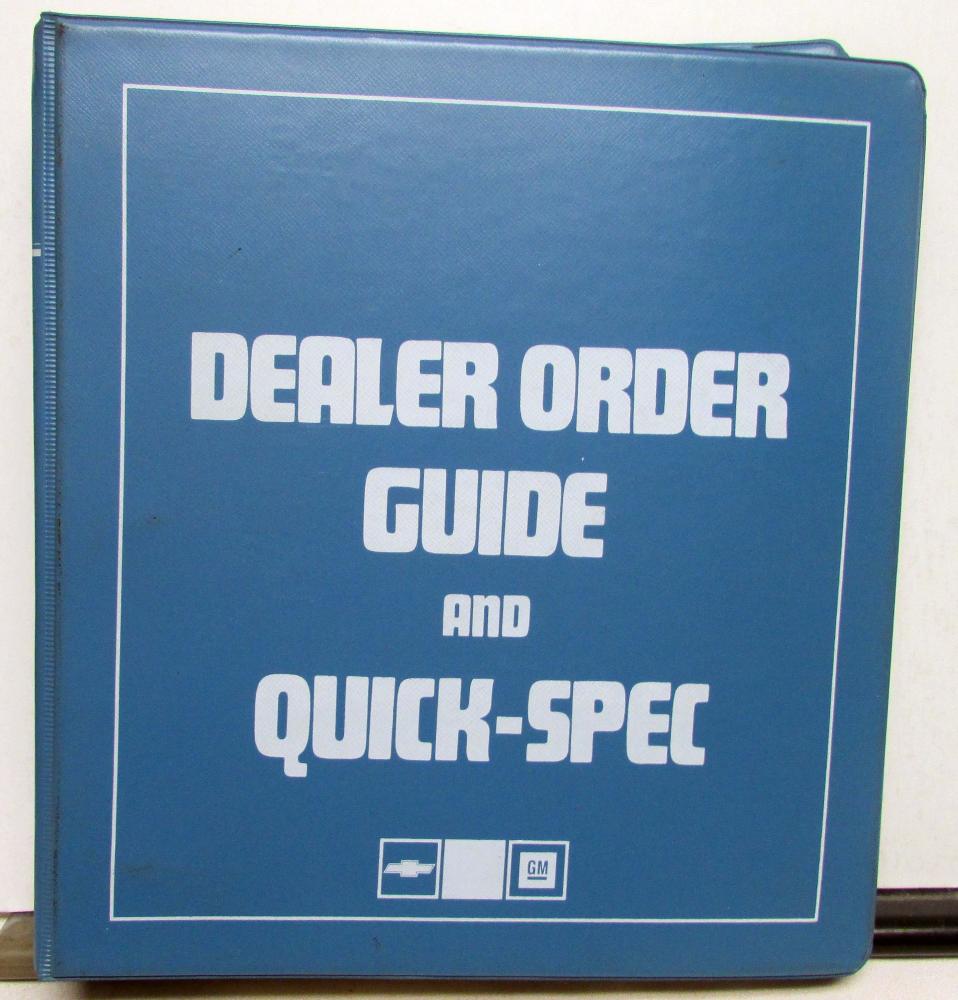 DEALER ORDER
GUIDE
AND
QUICK-SPEC
GM